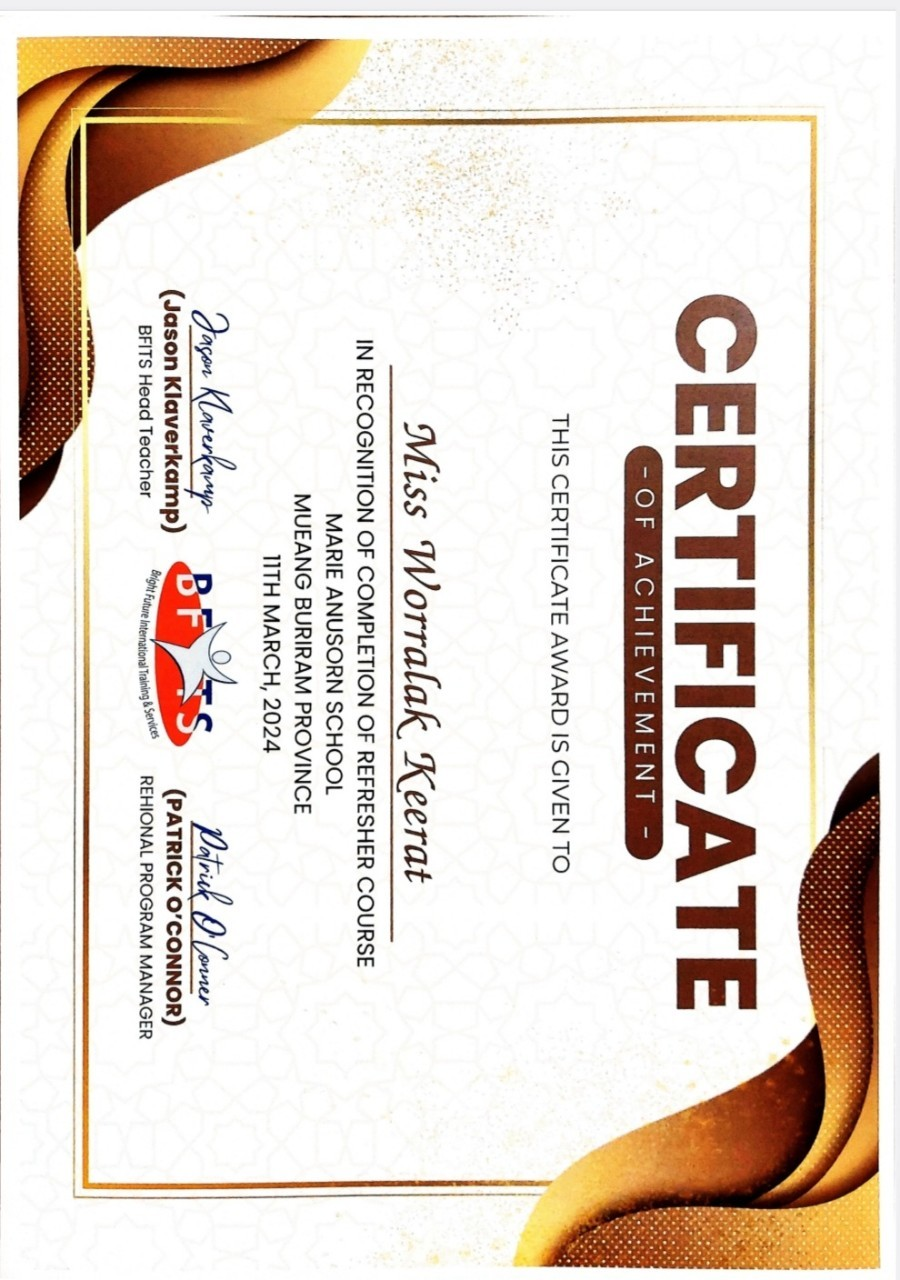 CERTIFICATE
- OF ACHIEVEMENT -
THIS CERTIFICATE AWARD IS GIVEN TO
Miss Worralak Keerat
IN RECOGNITION OF COMPLETION OF REFRESHER COURSE
MARIE ANUSORN SCHOOL
MUEANG BURIRAM PROVINCE
11TH MARCH, 2024
Jason Klaverkamp
(Jason Klaverkamp)
BFITS Head Teacher
BFITS
Bright Future International Training & Services
Patrick O'Conner
(PATRICK O'CONNOR)
REHIONAL PROGRAM MANAGER